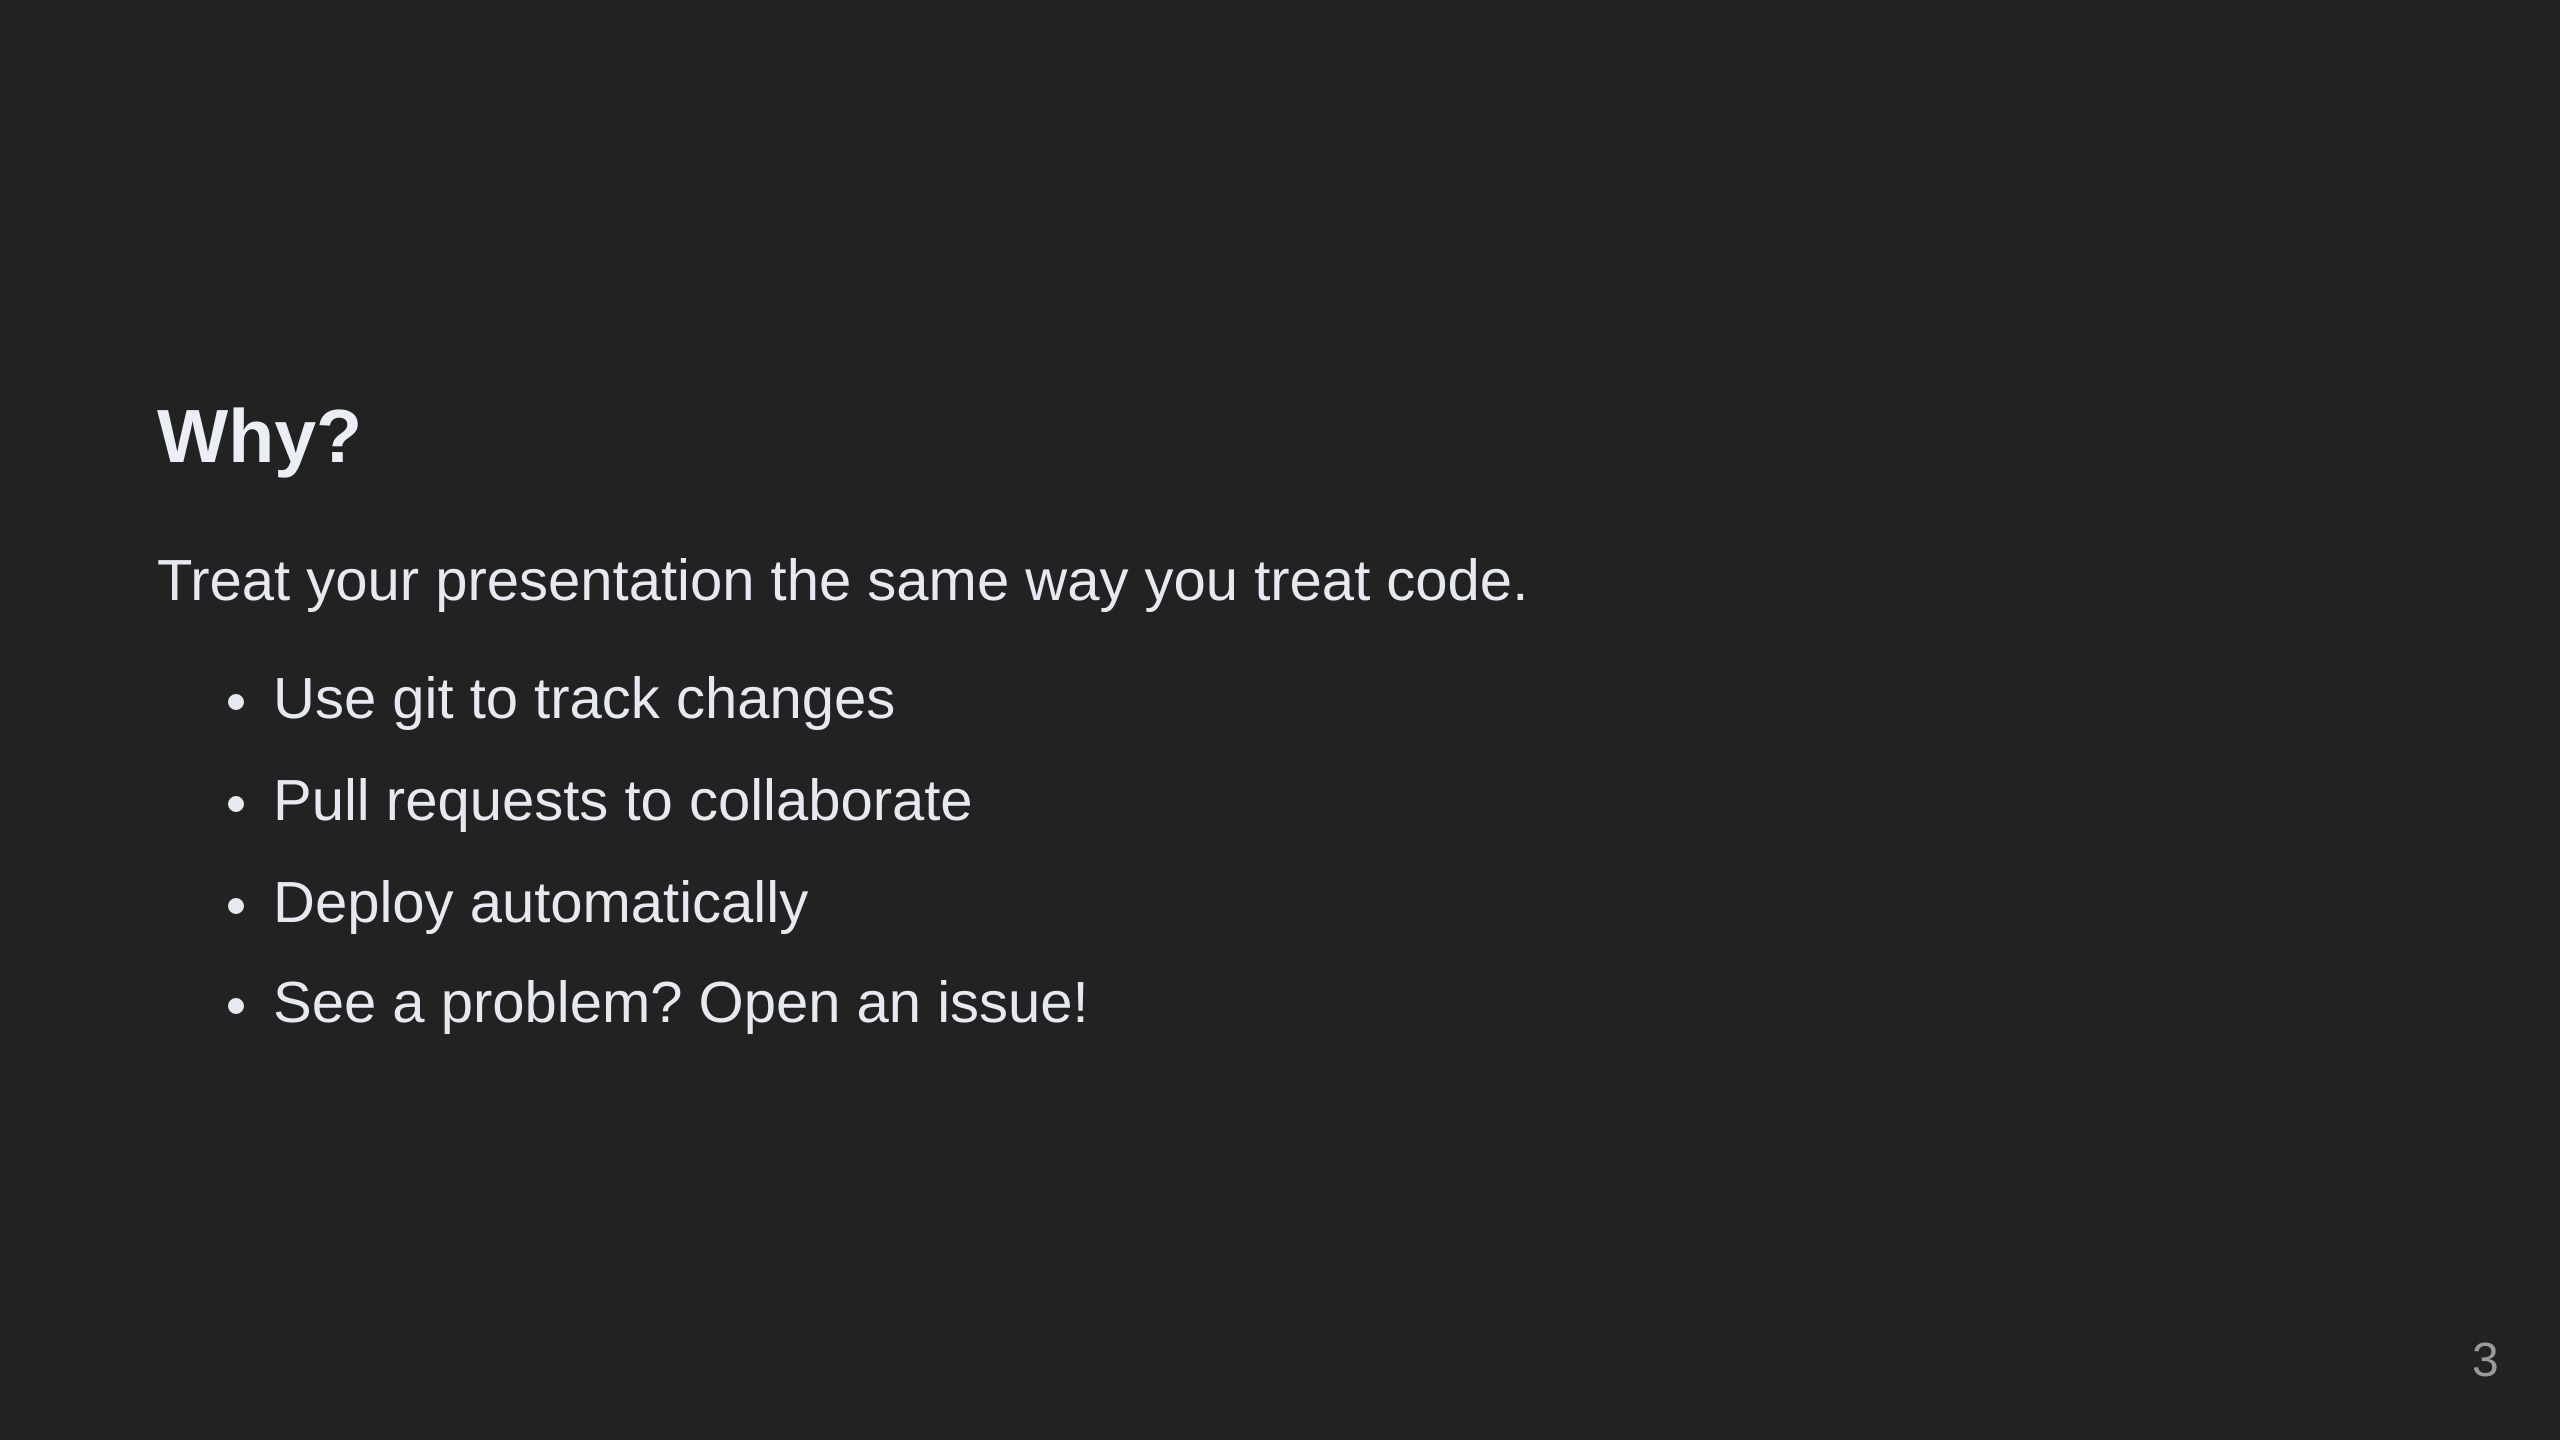 Why?
Treat your presentation the same way you treat code.
• Use git to track changes
• Pull requests to collaborate
• Deploy automatically
• See a problem? Open an issue!
3